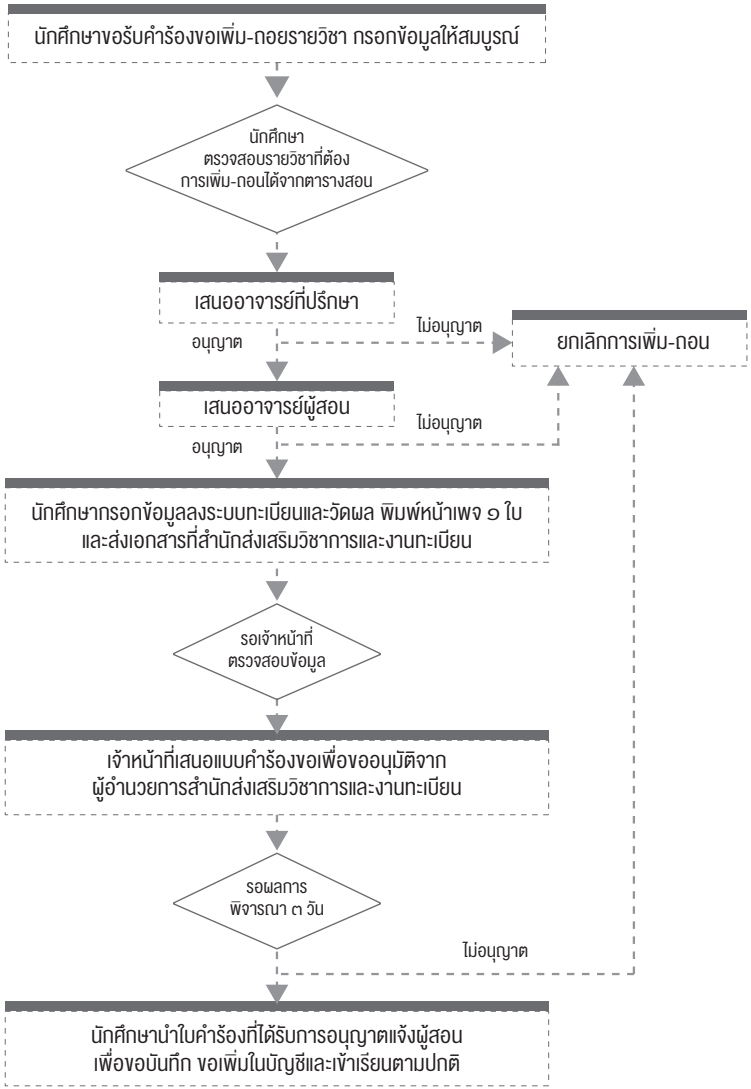 นักศึกษาขอรับคำร้องขอเพิ่ม-ถอยรายวิชา กรอกข้อมูลให้สมบูรณ์
นักศึกษา
ตรวจสอบรายวิชาที่ต้อง
การเพิ่ม-ถอนได้จากตารางสอน
เสนออาจารย์ที่ปรึกษา
อนุญาต
ไม่อนุญาต
ยกเลิกการเพิ่ม-ถอน
เสนออาจารย์ผู้สอน
อนุญาต
ไม่อนุญาต
นักศึกษากรอกข้อมูลลงระบบทะเบียนและวัดผล พิมพ์หน้าเพจ ๑ ใบ
และส่งเอกสารที่สำนักส่งเสริมวิชาการและงานทะเบียน
รอเจ้าหน้าที่
ตรวจสอบข้อมูล
เจ้าหน้าที่เสนอแบบคำร้องขอเพื่อขออนุมัติจาก
ผู้อำนวยการสำนักส่งเสริมวิชาการและงานทะเบียน
รอผลการ
พิจารณา ๓ วัน
ไม่อนุญาต
นักศึกษานำใบคำร้องที่ได้รับการอนุญาตแจ้งผู้สอน
เพื่อขอบันทึก ขอเพิ่มในบัญชีและเข้าเรียนตามปกติ